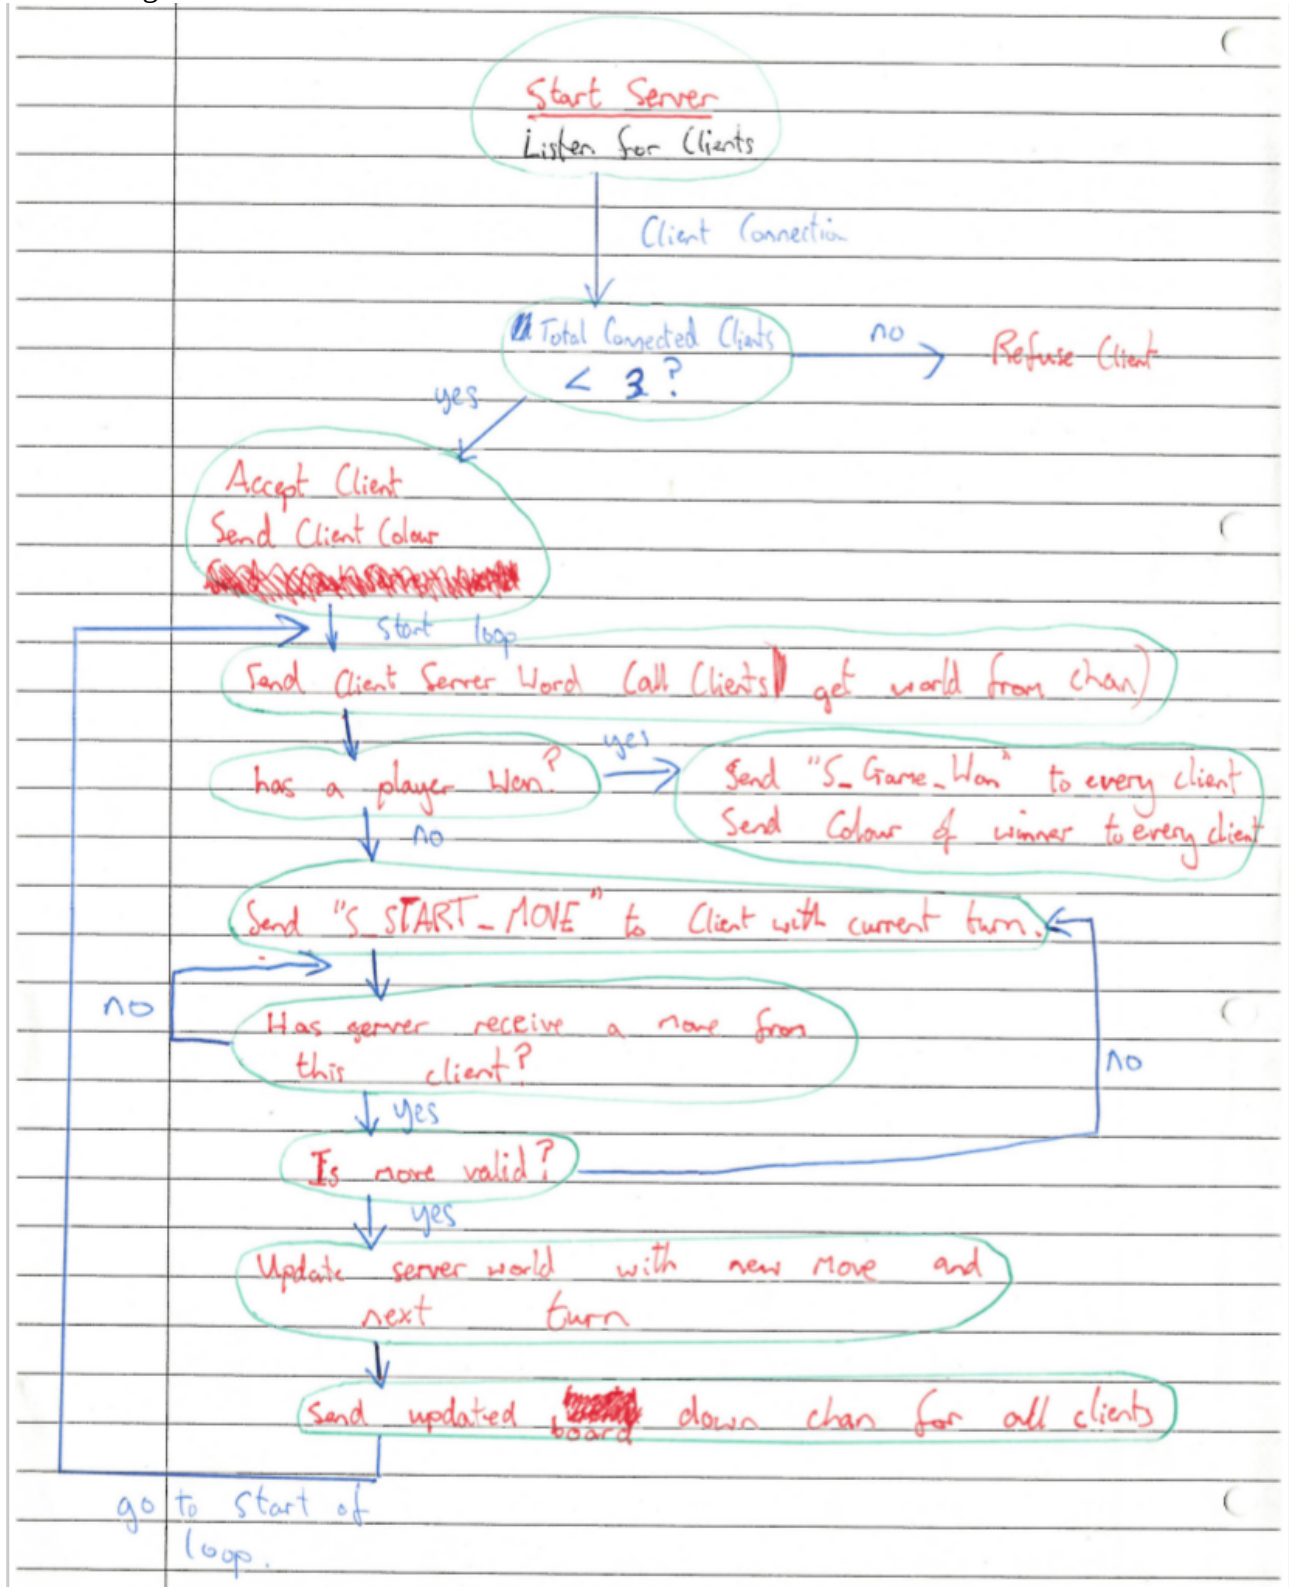 Start Server
Listen for Clients
Client Connection
Total Connected Clients
< 3 ?
no
Refuse Client
yes
Accept Client
Send Client Colour
Start loop
Send Client Server Word (all Clients get world from chan)
has a player Won?
yes
Send "S_Game_Won" to every client
Send Colour of winner to every client
no
Send "S_START_MOVE" to Client with current turn.
no
Has server receive a move from
this client?
no
yes
Is move valid?
yes
Update server world with new move and
next turn
Send updated board down chan for all clients
go to start of
loop.